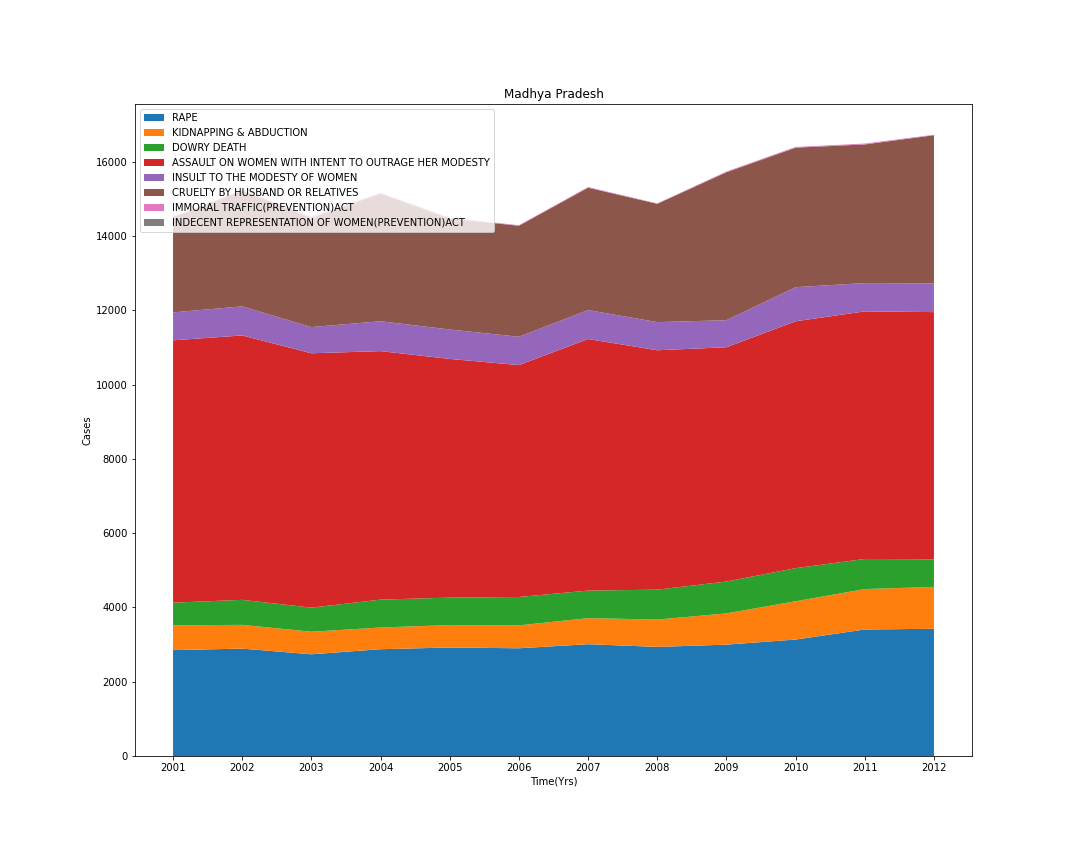 Madhya Pradesh
RAPE
KIDNAPPING & ABDUCTION
DOWRY DEATH
ASSAULT ON WOMEN WITH INTENT TO OUTRAGE HER MODESTY
INSULT TO THE MODESTY OF WOMEN
CRUELTY BY HUSBAND OR RELATIVES
IMMORAL TRAFFIC(PREVENTION)ACT
INDECENT REPRESENTATION OF WOMEN(PREVENTION)ACT
16000
14000
12000
10000
8000
6000
4000
2000
0
Cases
2001 2002 2003 2004 2005 2006 2007 2008 2009 2010 2011 2012
Time(Yrs)